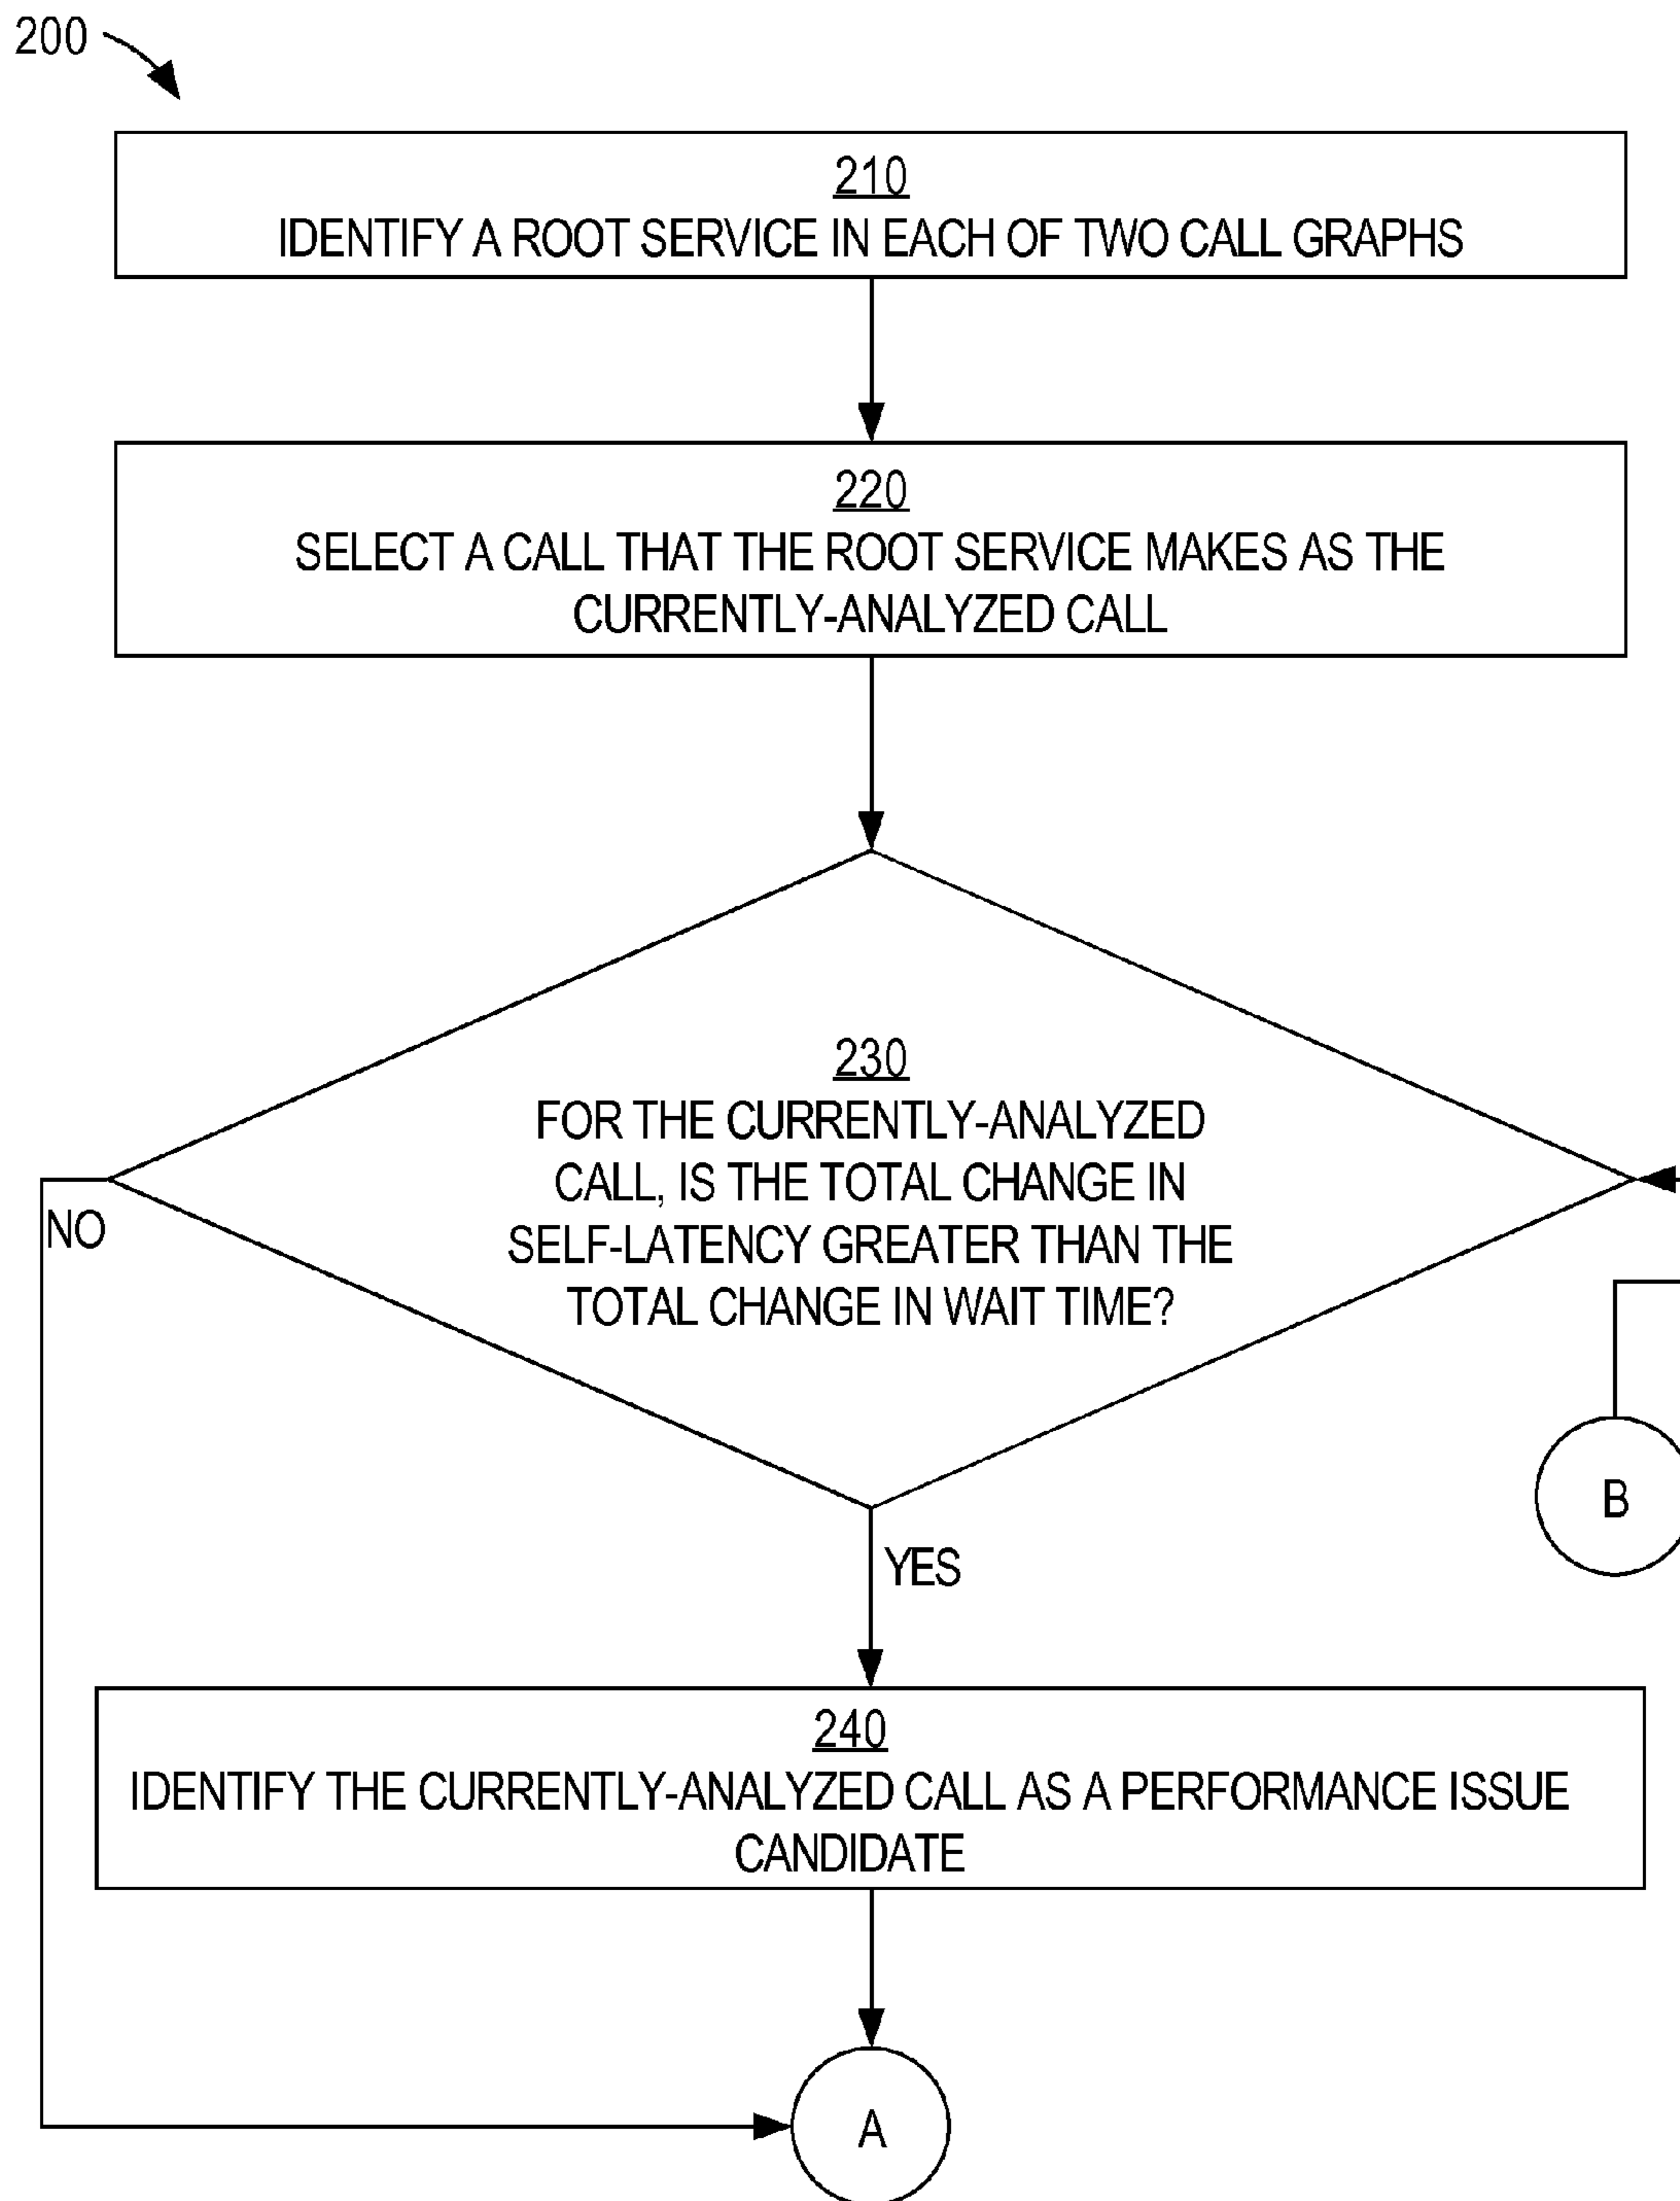 200
210
IDENTIFY A ROOT SERVICE IN EACH OF TWO CALL GRAPHS
220
SELECT A CALL THAT THE ROOT SERVICE MAKES AS THE
CURRENTLY-ANALYZED CALL
230
FOR THE CURRENTLY-ANALYZED
CALL, IS THE TOTAL CHANGE IN
SELF-LATENCY GREATER THAN THE
TOTAL CHANGE IN WAIT TIME?
NO
B
YES
240
IDENTIFY THE CURRENTLY-ANALYZED CALL AS A PERFORMANCE ISSUE
CANDIDATE
A